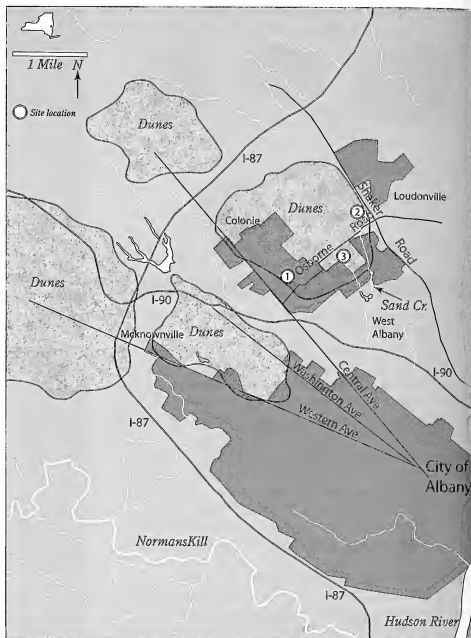 1 Mile N
Site location
Dunes
I-87
Dunes
Loudonville
Shaker
Road
Colonie
2
Osborne
Road
3
1
Dunes
Sand Cr.
West
Albany
I-90
Mcknownville
Dunes
I-90
Central Ave
Washington Ave
Western Ave
I-87
City of
Albany
NormansKill
I-87
Hudson River